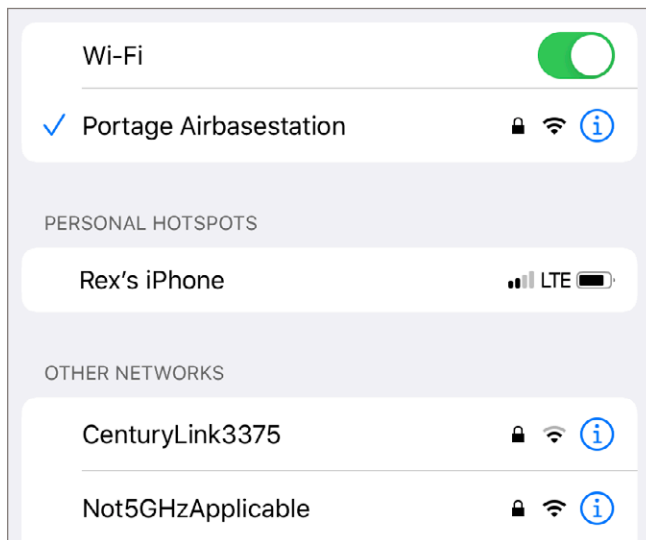 Wi-Fi
Portage Airbasestation
PERSONAL HOTSPOTS
Rex's iPhone LTE
OTHER NETWORKS
CenturyLink3375
Not5GHzApplicable